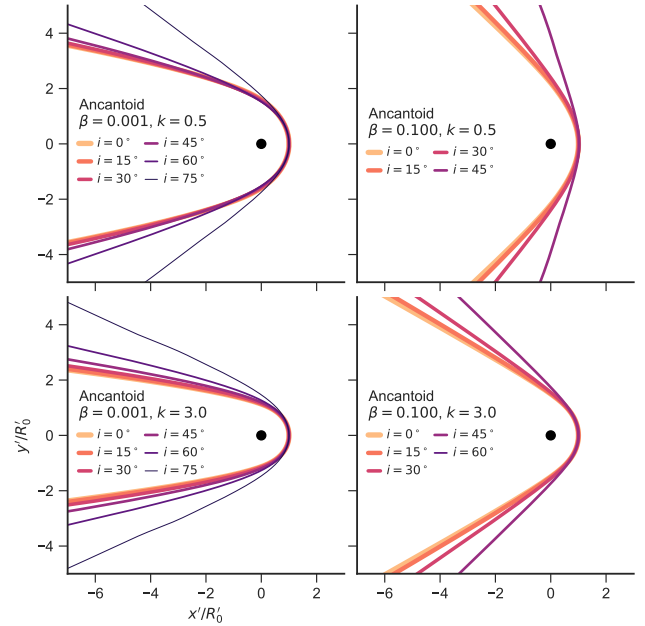 4
2
0
−2
−4
Ancantoid
β = 0.001, k = 0.5
i = 0° i = 45°
i = 15° i = 60°
i = 30° i = 75°
Ancantoid
β = 0.100, k = 0.5
i = 0° i = 30°
i = 15° i = 45°
4
2
0
−2
−4
y′/R′₀
Ancantoid
β = 0.001, k = 3.0
i = 0° i = 45°
i = 15° i = 60°
i = 30° i = 75°
−6 −4 −2 0 2
x′/R′₀
Ancantoid
β = 0.100, k = 3.0
i = 0° i = 45°
i = 15° i = 60°
i = 30°
−6 −4 −2 0 2